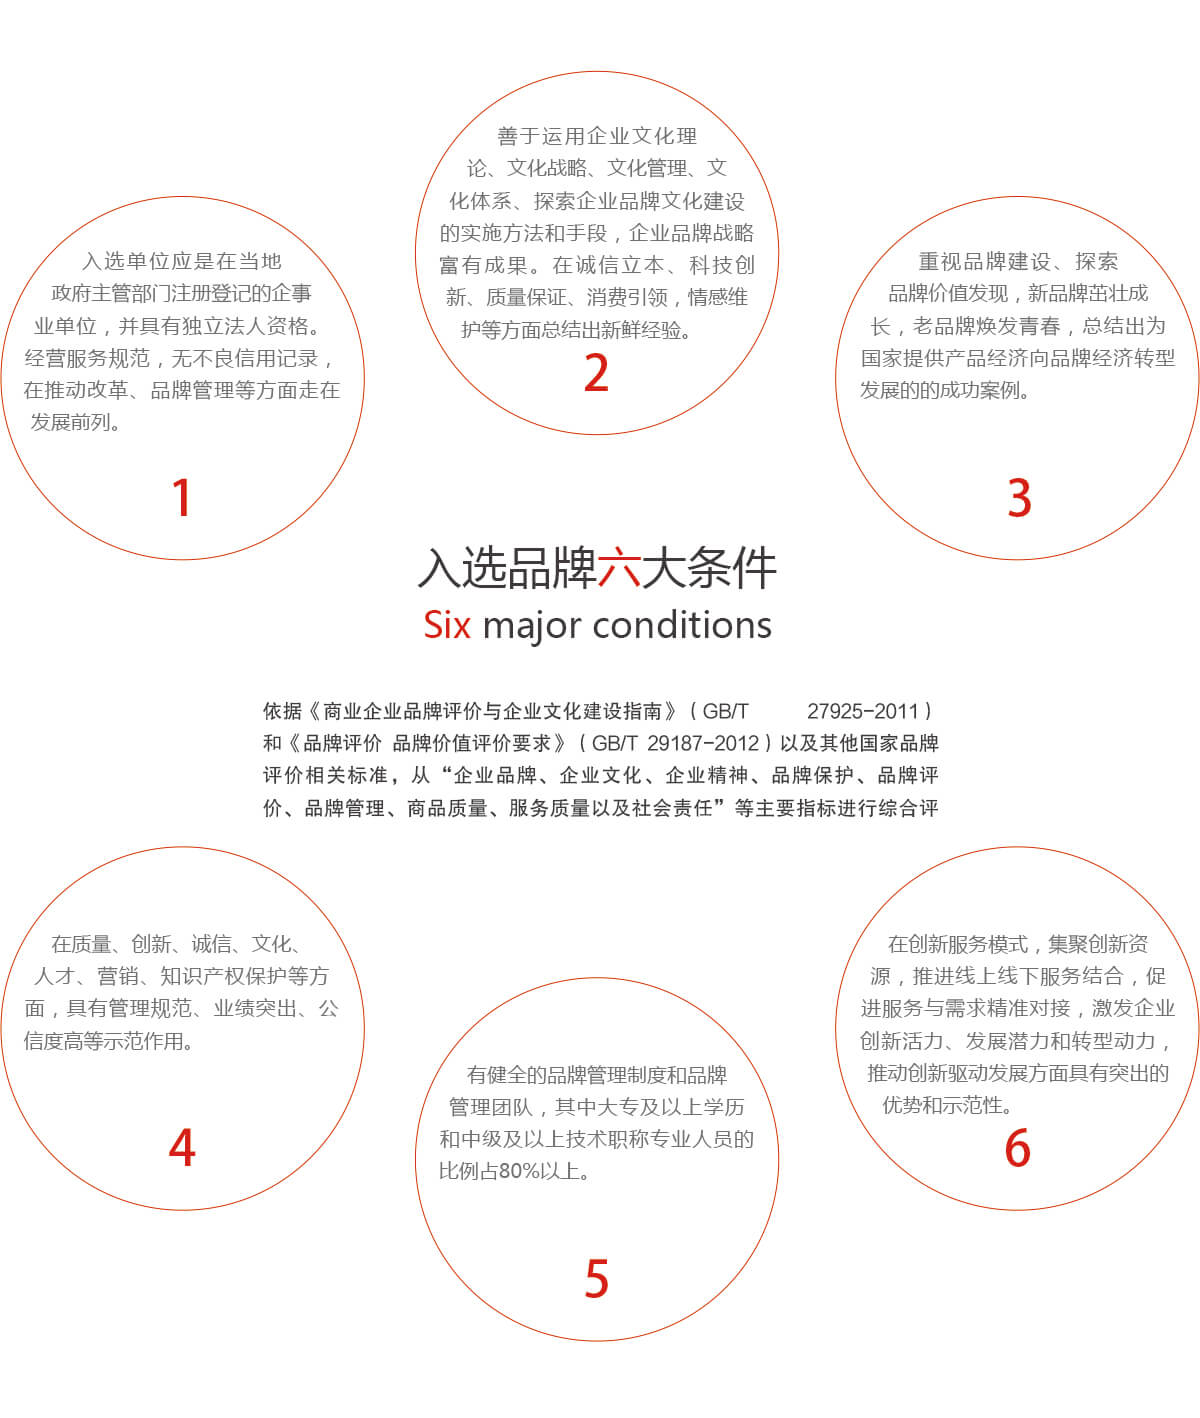 入选单位应是在当地
政府主管部门注册登记的企事
业单位，并具有独立法人资格。
经营服务规范，无不良信用记录，
在推动改革、品牌管理等方面走在
发展前列。
1
善于运用企业文化理
论、文化战略、文化管理、文
化体系、探索企业品牌文化建设
的实施方法和手段，企业品牌战略
富有成果。在诚信立本、科技创
新、质量保证、消费引领，情感维
护等方面总结出新鲜经验。
2
重视品牌建设、探索
品牌价值发现，新品牌茁壮成
长，老品牌焕发青春，总结出为
国家提供产品经济向品牌经济转型
发展的的成功案例。
3
入选品牌六大条件
Six major conditions
依据《商业企业品牌评价与企业文化建设指南》（GB/T 27925-2011）
和《品牌评价 品牌价值评价要求》（GB/T 29187-2012）以及其他国家品牌
评价相关标准，从“企业品牌、企业文化、企业精神、品牌保护、品牌评
价、品牌管理、商品质量、服务质量以及社会责任”等主要指标进行综合评
在质量、创新、诚信、文化、
人才、营销、知识产权保护等方
面，具有管理规范、业绩突出、公
信度高等示范作用。
4
有健全的品牌管理制度和品牌
管理团队，其中大专及以上学历
和中级及以上技术职称专业人员的
比例占80%以上。
5
在创新服务模式，集聚创新资
源，推进线上线下服务结合，促
进服务与需求精准对接，激发企业
创新活力、发展潜力和转型动力，
推动创新驱动发展方面具有突出的
优势和示范性。
6